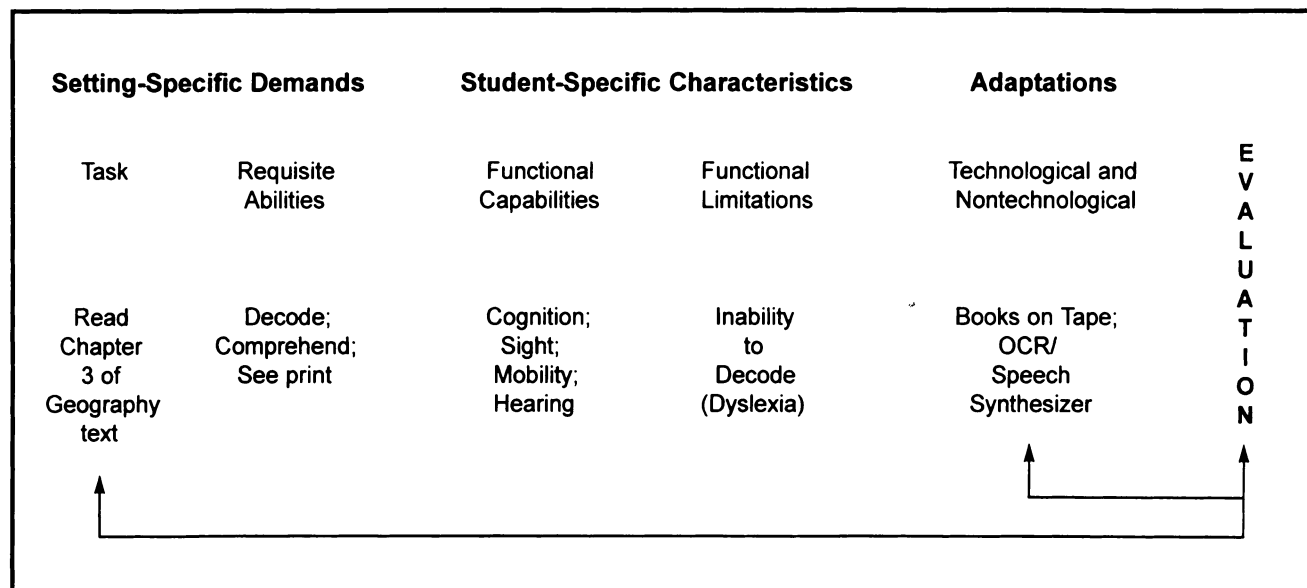 Setting-Specific Demands
Student-Specific Characteristics
Adaptations
Task
Requisite
Abilities
Functional
Capabilities
Functional
Limitations
Technological and
Nontechnological
Read
Chapter
3 of
Geography
text
Decode;
Comprehend;
See print
Cognition;
Sight;
Mobility;
Hearing
Inability
to
Decode
(Dyslexia)
Books on Tape;
OCR/
Speech
Synthesizer
EVALUATION